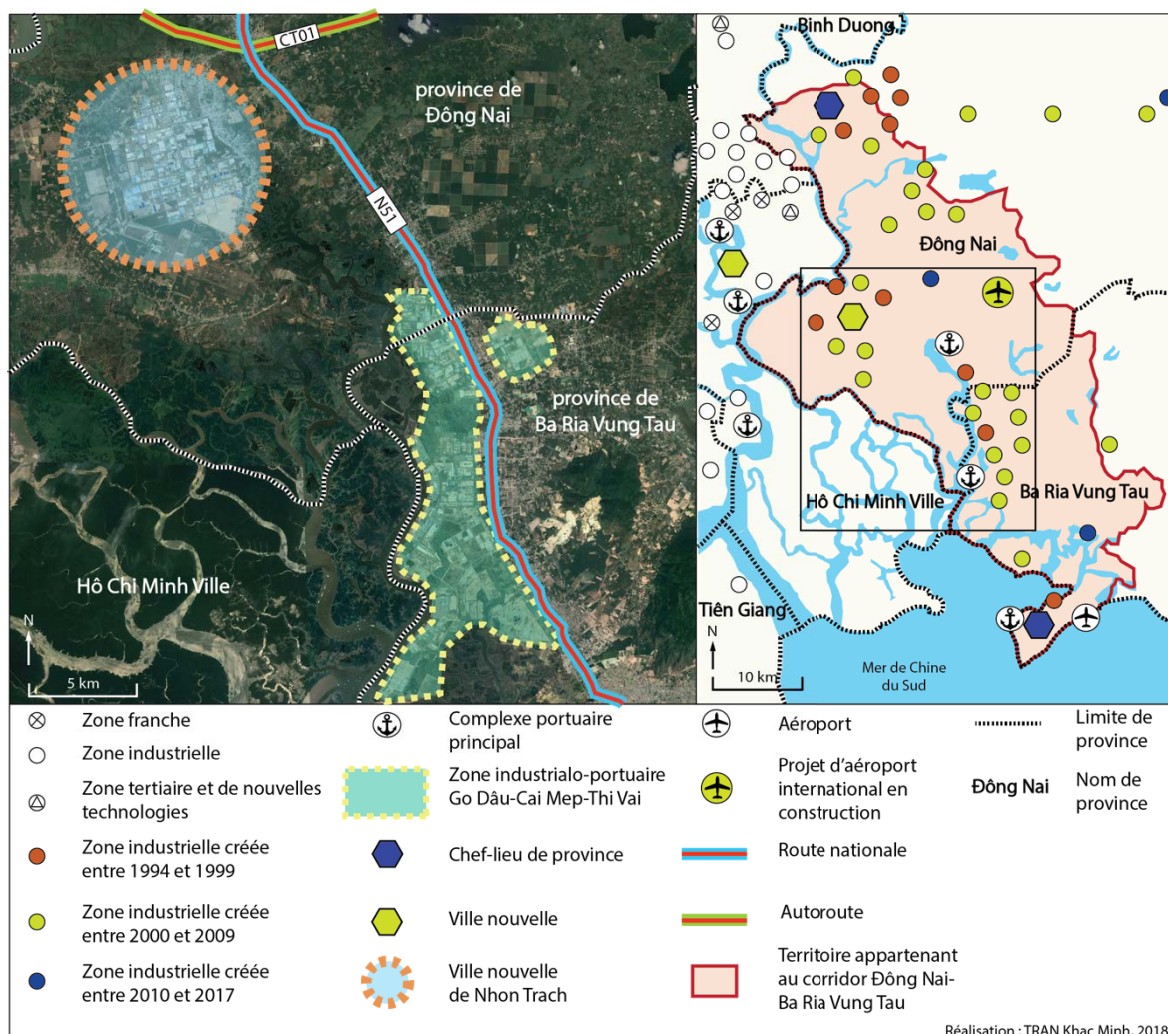 CT01
province de
Đông Nai
N51
province de
Ba Ria Vung Tau
Hô Chi Minh Ville
N
5 km
Binh Duong
Đông Nai
Hô Chi Minh Ville
Ba Ria Vung Tau
Tiên Giang
N
10 km
Mer de Chine
du Sud
Zone franche
Zone industrielle
Zone tertiaire et de nouvelles
technologies
Zone industrielle créée
entre 1994 et 1999
Zone industrielle créée
entre 2000 et 2009
Zone industrielle créée
entre 2010 et 2017
Complexe portuaire
principal
Zone industrialo-portuaire
Go Dâu-Cai Mep-Thi Vai
Chef-lieu de province
Ville nouvelle
Ville nouvelle
de Nhon Trach
Aéroport
Projet d'aéroport
international en
construction
Route nationale
Autoroute
Territoire appartenant
au corridor Đông Nai-
Ba Ria Vung Tau
Limite de
province
Đông Nai
Nom de
province
Réalisation : TRAN Khac Minh, 2018